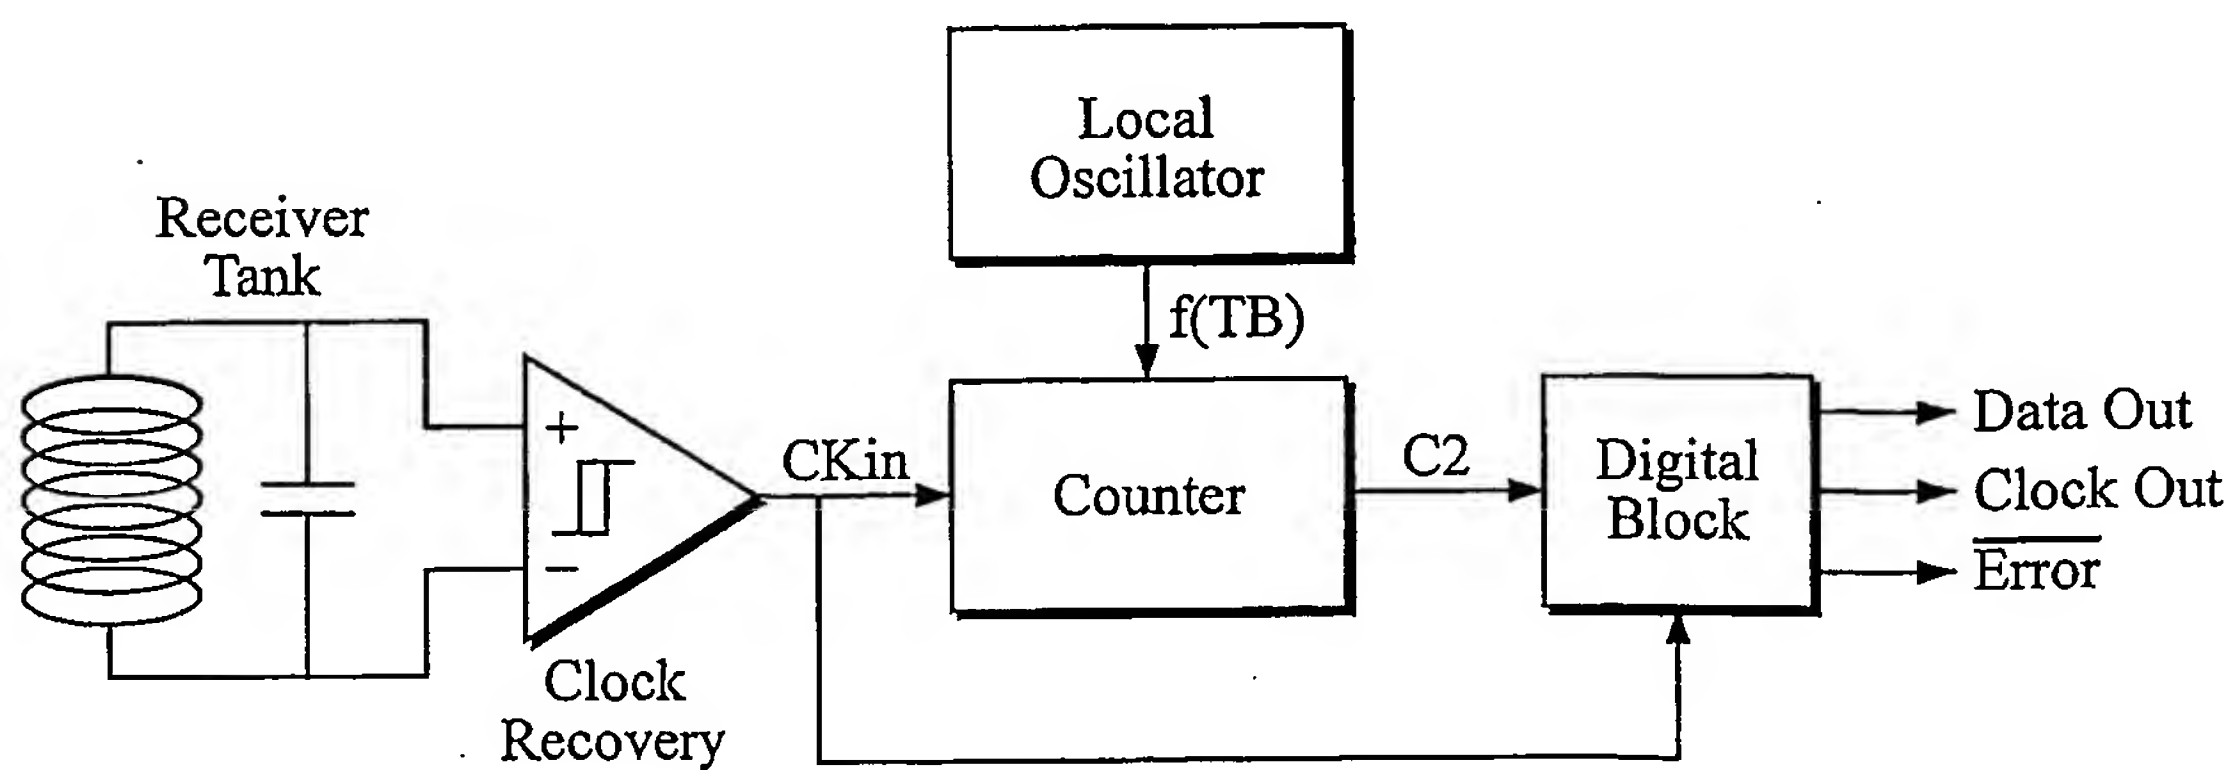 Local
Oscillator
Receiver
Tank
f(TB)
+
CKin
Counter
C2
Digital
Block
Data Out
Clock Out
Error
−
Clock
Recovery